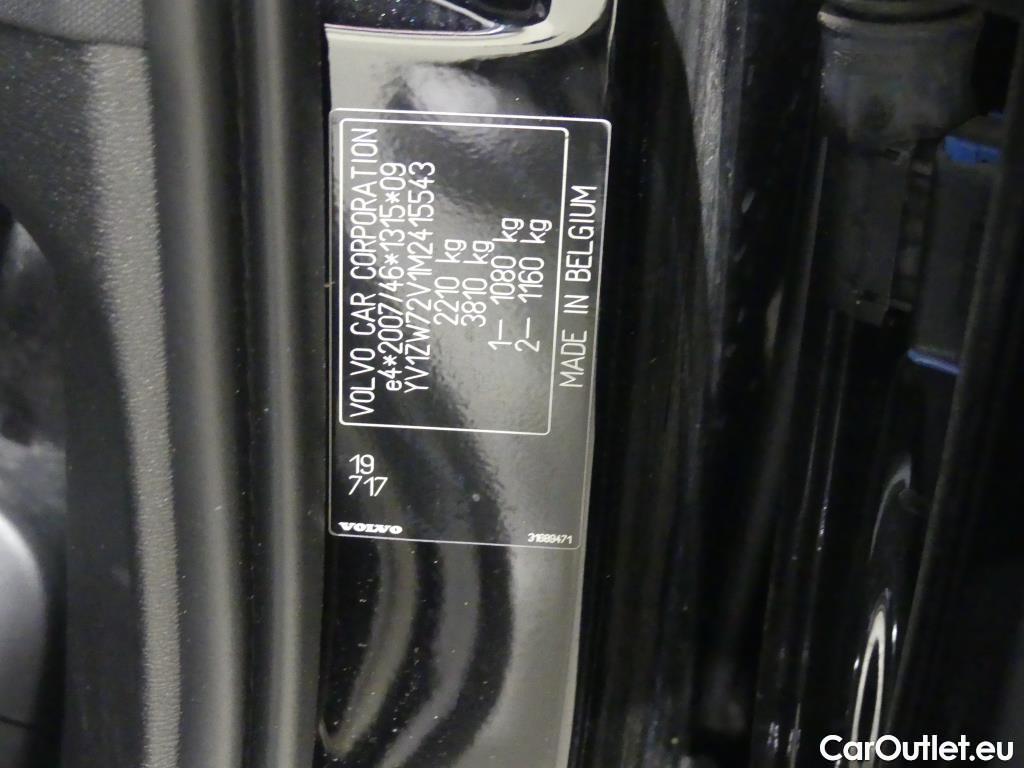 VOLVO CAR CORPORATION
e4*2007/46*1315*09
YV1ZW72V1M2415543
2210 kg
3810 kg
1– 1080 kg
2– 1160 kg
MADE IN BELGIUM
19
717
VOLVO
31689471
CarOutlet.eu